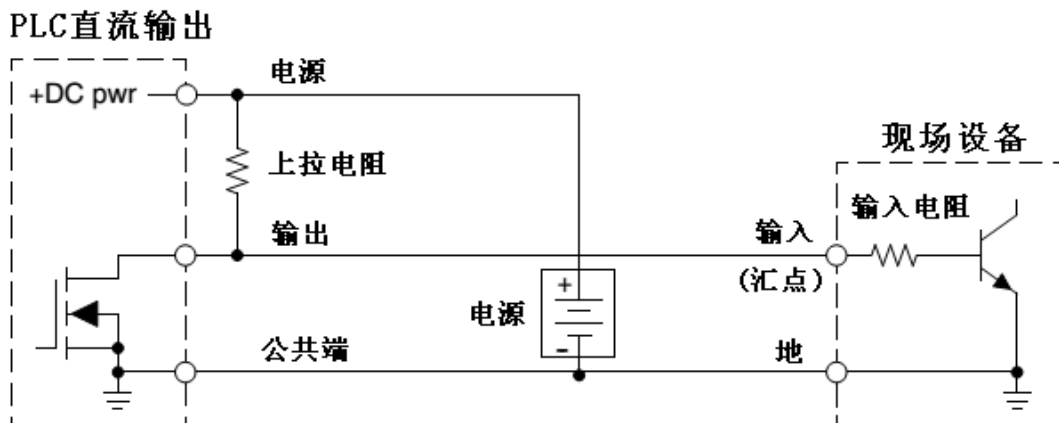 PLC直流输出
+DC pwr
电源
上拉电阻
现场设备
输出
输入
输入电阻
(汇点)
电源
+
-
公共端
地